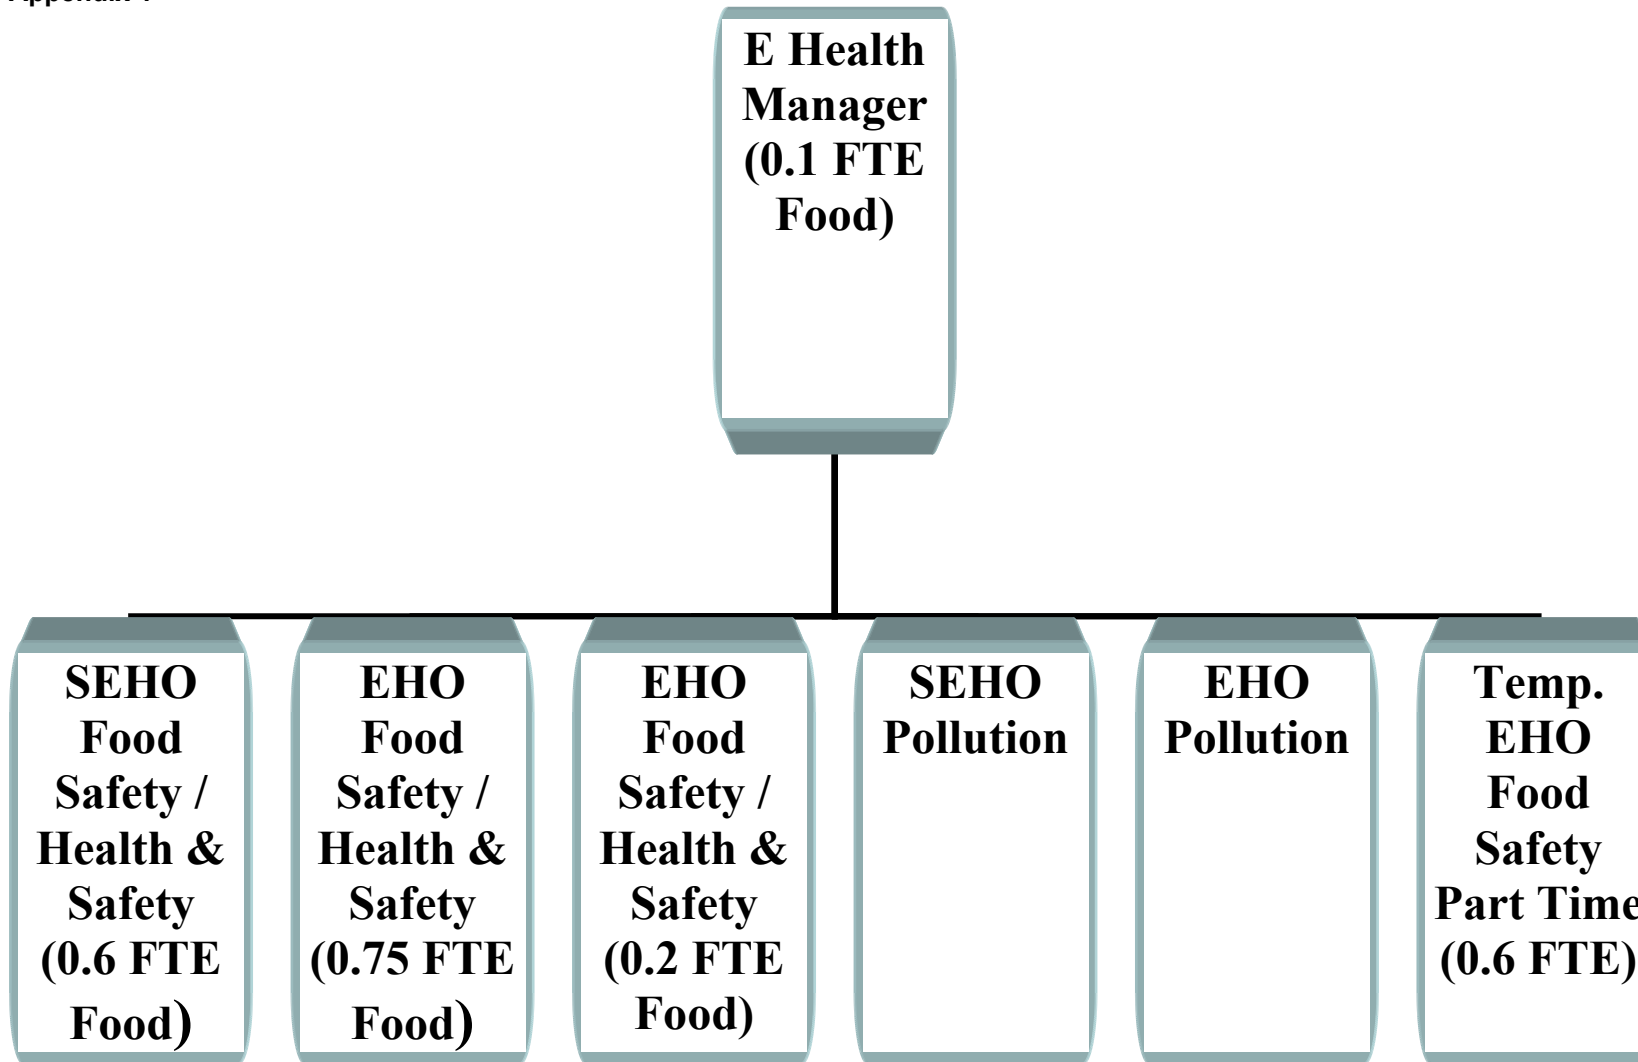 E Health
Manager
(0.1 FTE
Food)
SEHO
Food
Safety /
Health &
Safety
(0.6 FTE
Food)
EHO
Food
Safety /
Health &
Safety
(0.75 FTE
Food)
EHO
Food
Safety /
Health &
Safety
(0.2 FTE
Food)
SEHO
Pollution
EHO
Pollution
Temp.
EHO
Food
Safety
Part Time
(0.6 FTE)